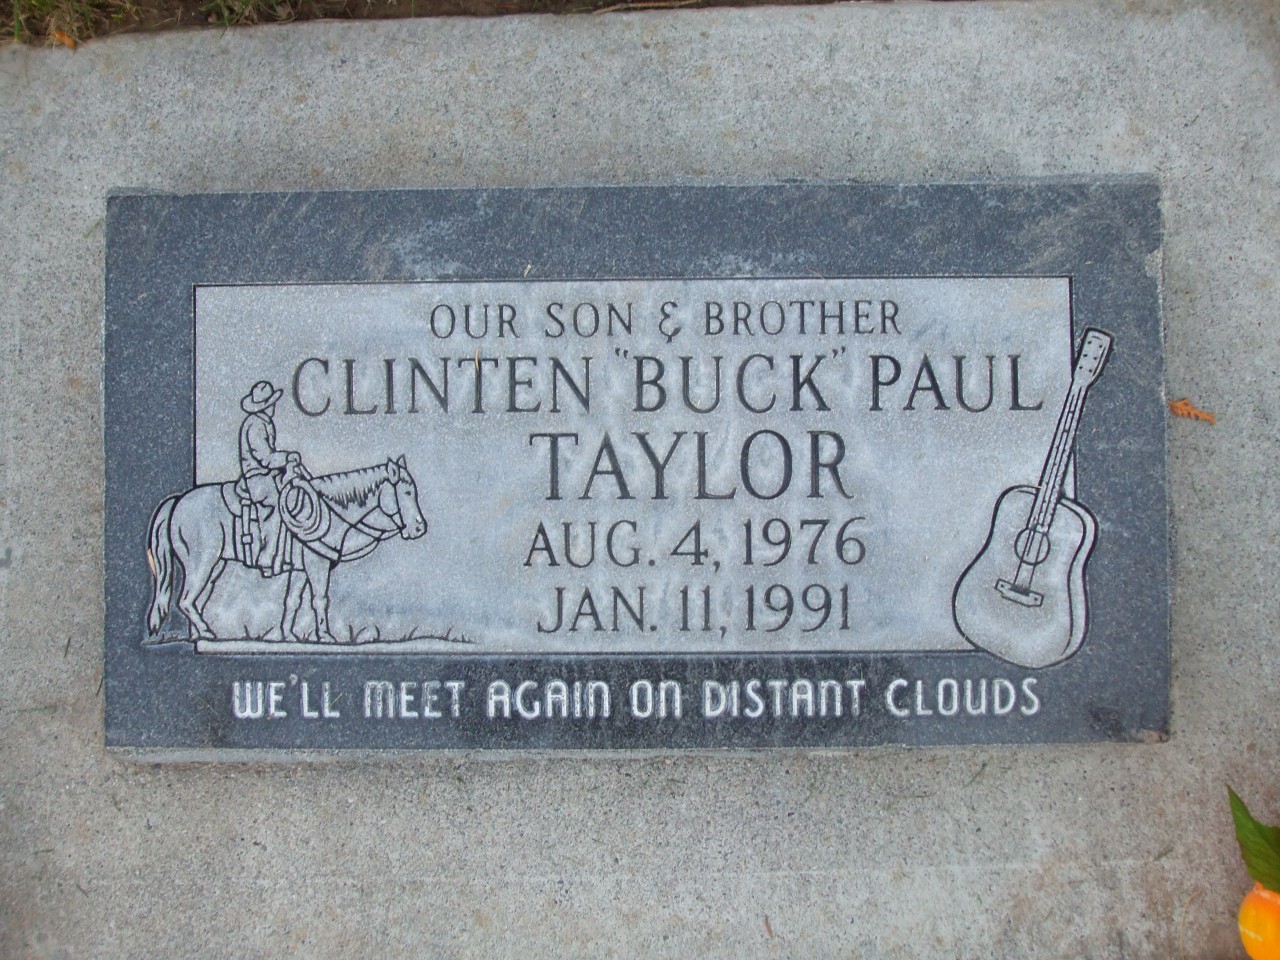 OUR SON & BROTHER
CLINTEN "BUCK" PAUL
TAYLOR
AUG. 4, 1976
JAN. 11, 1991
WE'LL MEET AGAIN ON DISTANT CLOUDS